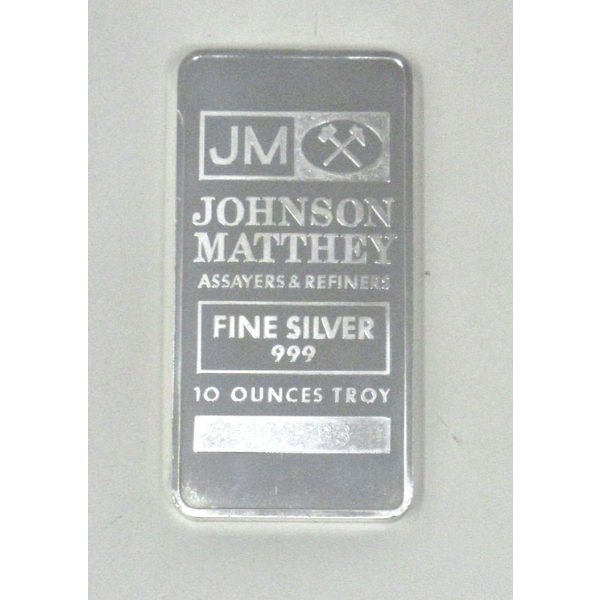 JM
JOHNSON
MATTHEY
ASSAYERS & REFINERS
FINE SILVER
999
10 OUNCES TROY